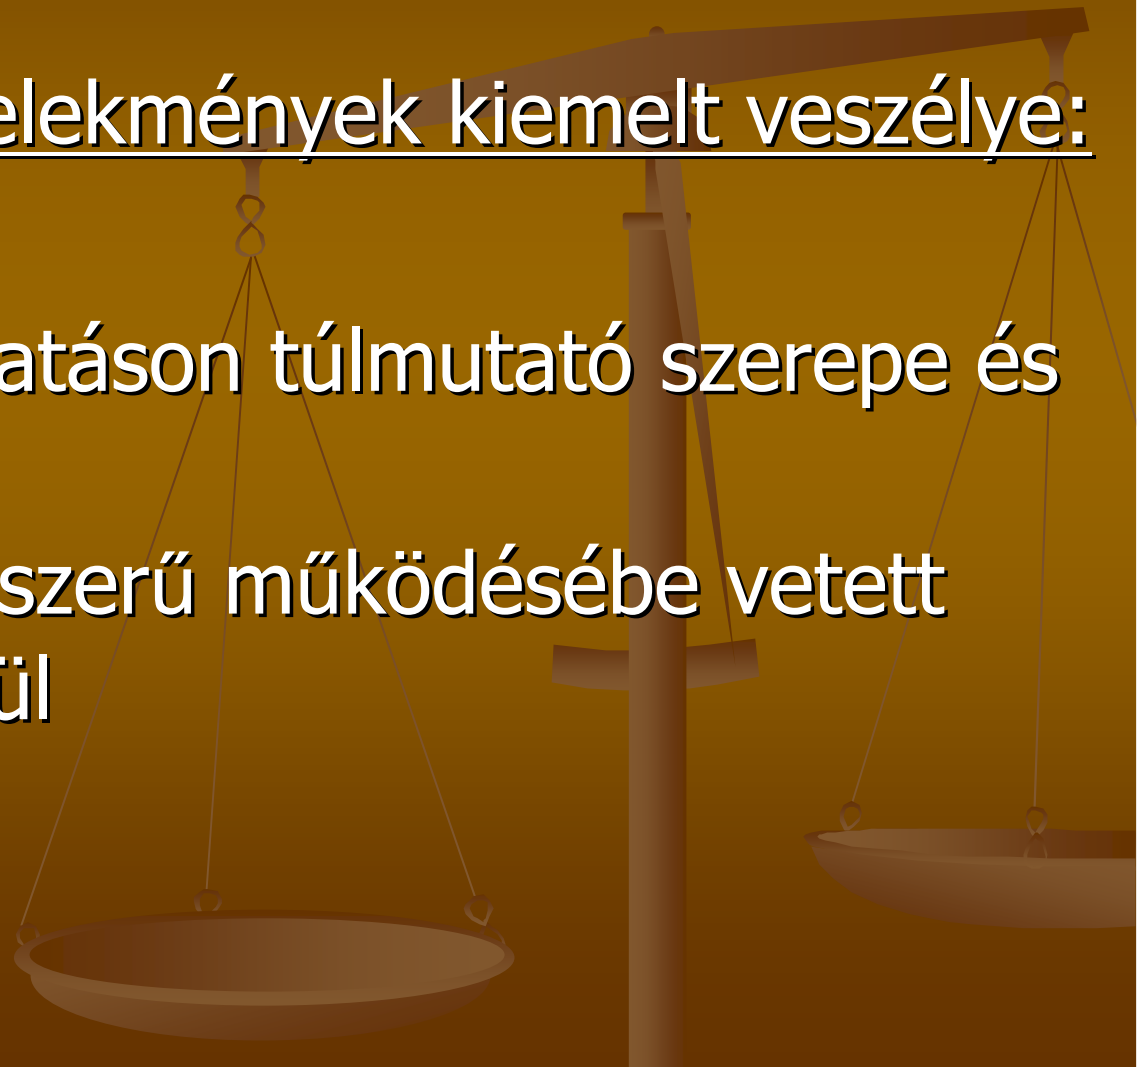 elekmények kiemelt veszélye:
atáson túlmutató szerepe és
szerű működésébe vetett
ül